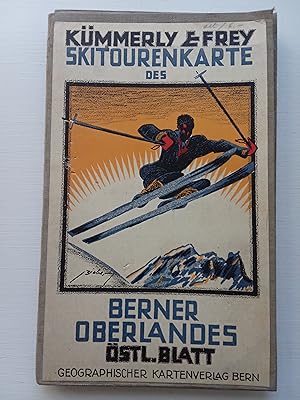 KÜMMERLY & FREY
SKITOURENKARTE
DES
BERNER
OBERLANDES
ÖSTL. BLATT
GEOGRAPHISCHER KARTENVERLAG BERN